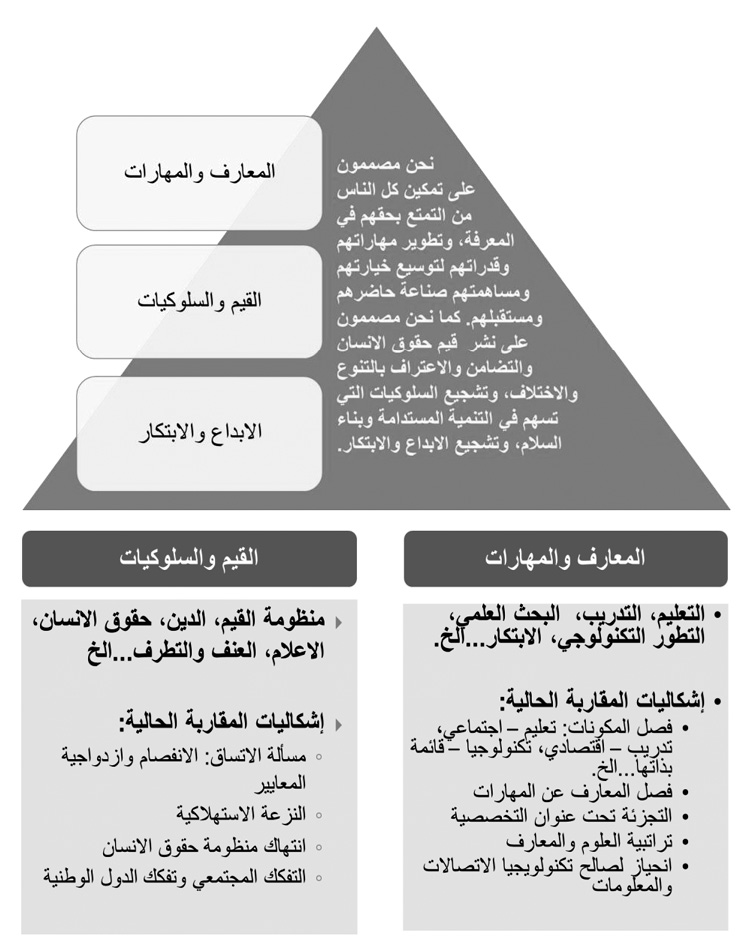 المعارف والمهارات
القيم والسلوكيات
الابداع والابتكار
نحن مصممون
على تمكين كل الناس
من التمتع بحقهم في
المعرفة، وتطوير مهاراتهم
وقدراتهم لتوسيع خيارتهم
ومساهمتهم صناعة حاضرهم
ومستقبلهم. كما نحن مصممون
على نشر قيم حقوق الانسان
والتضامن والاعتراف بالتنوع
والاختلاف، وتشجيع السلوكيات التي
تسهم في التنمية المستدامة وبناء
السلام، وتشجيع الابداع والابتكار.
المعارف والمهارات
• التعليم، التدريب، البحث العلمي،
التطور التكنولوجي، الابتكار...الخ.
• إشكاليات المقاربة الحالية:
• فصل المكونات: تعليم – اجتماعي،
تدريب – اقتصادي، تكنولوجيا – قائمة
بذاتها...الخ.
• فصل المعارف عن المهارات
• التجزئة تحت عنوان التخصصية
• تراتبية العلوم والمعارف
• انحياز لصالح تكنولويجيا الاتصالات
والمعلومات
القيم والسلوكيات
منظومة القيم، الدين، حقوق الانسان،
الاعلام، العنف والتطرف...الخ
إشكاليات المقاربة الحالية:
◦ مسألة الاتساق: الانفصام وازدواجية
المعايير
◦ النزعة الاستهلاكية
◦ انتهاك منظومة حقوق الانسان
◦ التفكك المجتمعي وتفكك الدول الوطنية